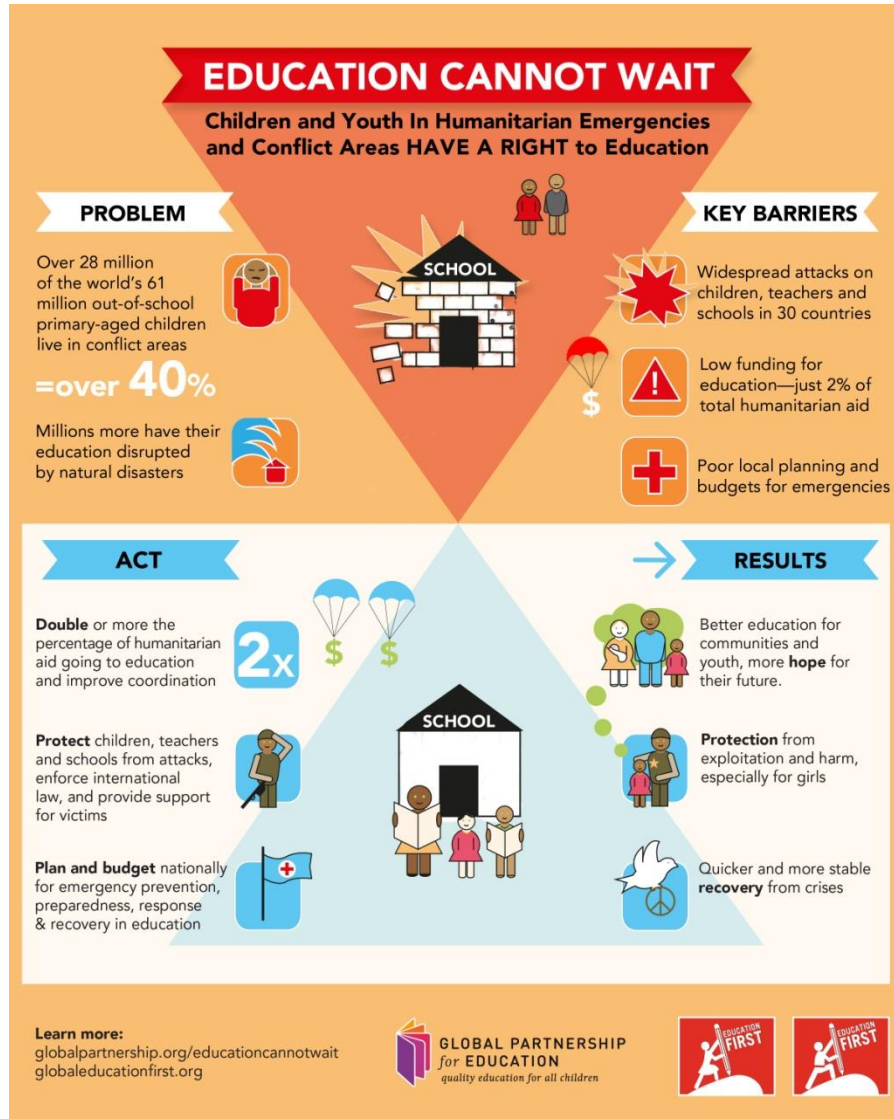 EDUCATION CANNOT WAIT
Children and Youth In Humanitarian Emergencies
and Conflict Areas HAVE A RIGHT to Education
PROBLEM
Over 28 million
of the world's 61
million out-of-school
primary-aged children
live in conflict areas
=over 40%
Millions more have their
education disrupted
by natural disasters
SCHOOL
$
KEY BARRIERS
Widespread attacks on
children, teachers and
schools in 30 countries
!
Low funding for
education—just 2% of
total humanitarian aid
Poor local planning and
budgets for emergencies
ACT
Double or more the
percentage of humanitarian
aid going to education
and improve coordination
2x
$ $
Protect children, teachers
and schools from attacks,
enforce international
law, and provide support
for victims
Plan and budget nationally
for emergency prevention,
preparedness, response
& recovery in education
SCHOOL
RESULTS
Better education for
communities and
youth, more hope for
their future.
Protection from
exploitation and harm,
especially for girls
Quicker and more stable
recovery from crises
Learn more:
globalpartnership.org/educationcannotwait
globaleducationfirst.org
GLOBAL PARTNERSHIP
for EDUCATION
quality education for all children
EDUCATION
FIRST
EDUCATION
FIRST